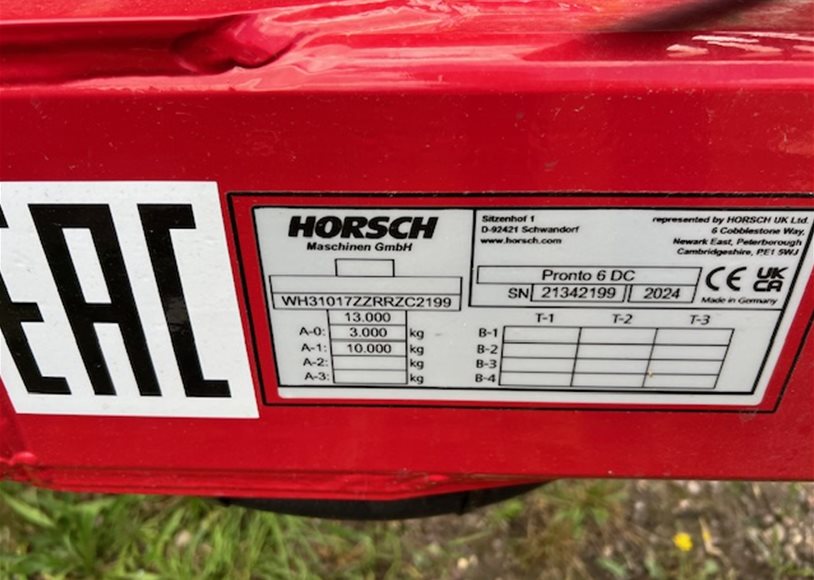 EAC
HORSCH
Maschinen GmbH
Sitzenhof 1
D-92421 Schwandorf
www.horsch.com
represented by HORSCH UK Ltd.
6 Cobblestone Way,
Newark East, Peterborough
Cambridgeshire, PE1 5WJ
WH31017ZZRRZC2199
Pronto 6 DC
SN 21342199 2024
CE UK CA
Made in Germany
13.000
A-0: 3.000 kg
A-1: 10.000 kg
A-2: kg
A-3: kg
T-1 T-2 T-3
B-1
B-2
B-3
B-4